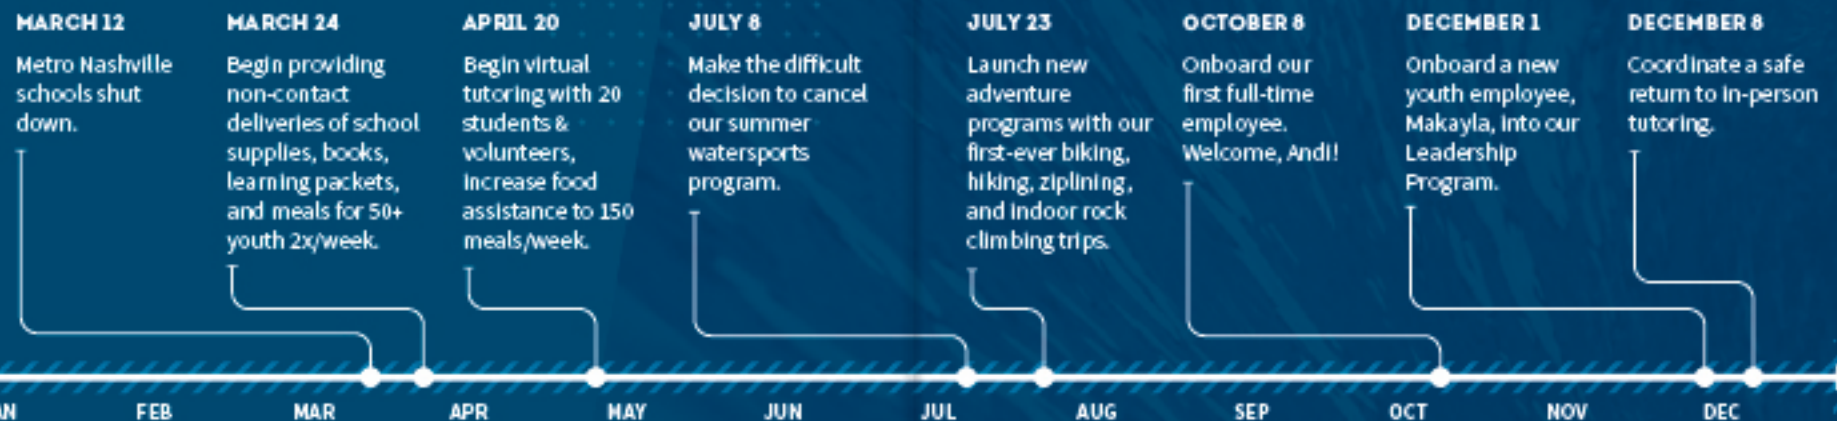 MARCH 12
Metro Nashville
schools shut
down.
MARCH 24
Begin providing
non-contact
deliveries of school
supplies, books,
learning packets,
and meals for 50+
youth 2x/week.
APRIL 20
Begin virtual
tutoring with 20
students &
volunteers,
increase food
assistance to 150
meals/week.
JULY 8
Make the difficult
decision to cancel
our summer
watersports
program.
JULY 23
Launch new
adventure
programs with our
first-ever biking,
hiking, ziplining,
and indoor rock
climbing trips.
OCTOBER 8
Onboard our
first full-time
employee.
Welcome, Andi!
DECEMBER 1
Onboard a new
youth employee,
Makayla, into our
Leadership
Program.
DECEMBER 8
Coordinate a safe
return to in-person
tutoring.
AN FEB MAR APR MAY JUN JUL AUG SEP OCT NOV DEC